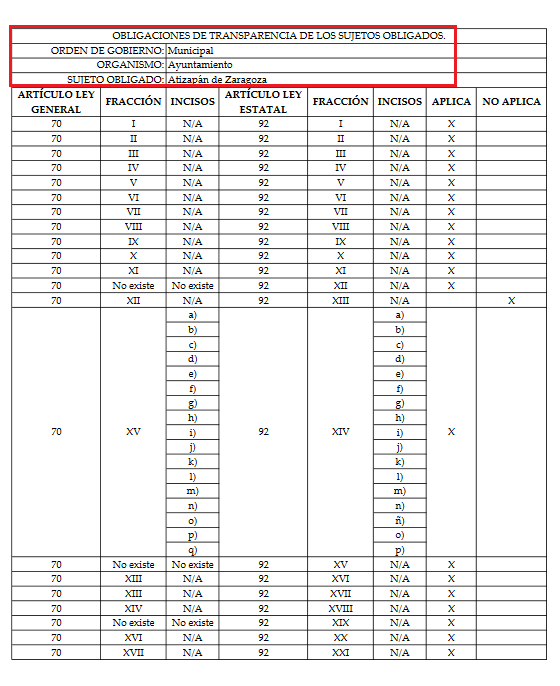 OBLIGACIONES DE TRANSPARENCIA DE LOS SUJETOS OBLIGADOS.
ORDEN DE GOBIERNO: Municipal
ORGANISMO: Ayuntamiento
SUJETO OBLIGADO: Atizapán de Zaragoza
ARTÍCULO LEY GENERAL FRACCIÓN INCISOS ARTÍCULO LEY ESTATAL FRACCIÓN INCISOS APLICA NO APLICA
70 I N/A 92 I N/A X
70 II N/A 92 II N/A X
70 III N/A 92 III N/A X
70 IV N/A 92 IV N/A X
70 V N/A 92 V N/A X
70 VI N/A 92 VI N/A X
70 VII N/A 92 VII N/A X
70 VIII N/A 92 VIII N/A X
70 IX N/A 92 IX N/A X
70 X N/A 92 X N/A X
70 XI N/A 92 XI N/A X
70 No existe No existe 92 XII N/A X
70 XII N/A 92 XIII N/A X
a) a)
b) b)
c) c)
d) d)
e) e)
f) f)
g) g)
h) h)
70 XV i) 92 XIV i) X
j) j)
k) k)
l) l)
m) m)
n) n)
o) ñ)
p) o)
q) p)
70 No existe No existe 92 XV N/A X
70 XIII N/A 92 XVI N/A X
70 XIII N/A 92 XVII N/A X
70 XIV N/A 92 XVIII N/A X
70 No existe No existe 92 XIX N/A X
70 XVI N/A 92 XX N/A X
70 XVII N/A 92 XXI N/A X